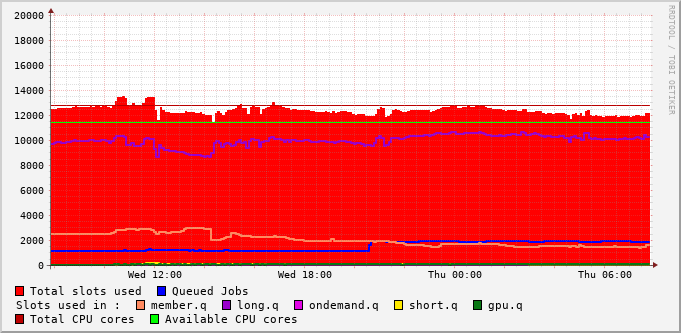 20000
18000
16000
14000
12000
10000
8000
6000
4000
2000
0
Wed 12:00 Wed 18:00 Thu 00:00 Thu 06:00
RRDTOOL / TOBI OETIKER
Total slots used Queued Jobs
Slots used in : member.q long.q ondemand.q short.q gpu.q
Total CPU cores Available CPU cores